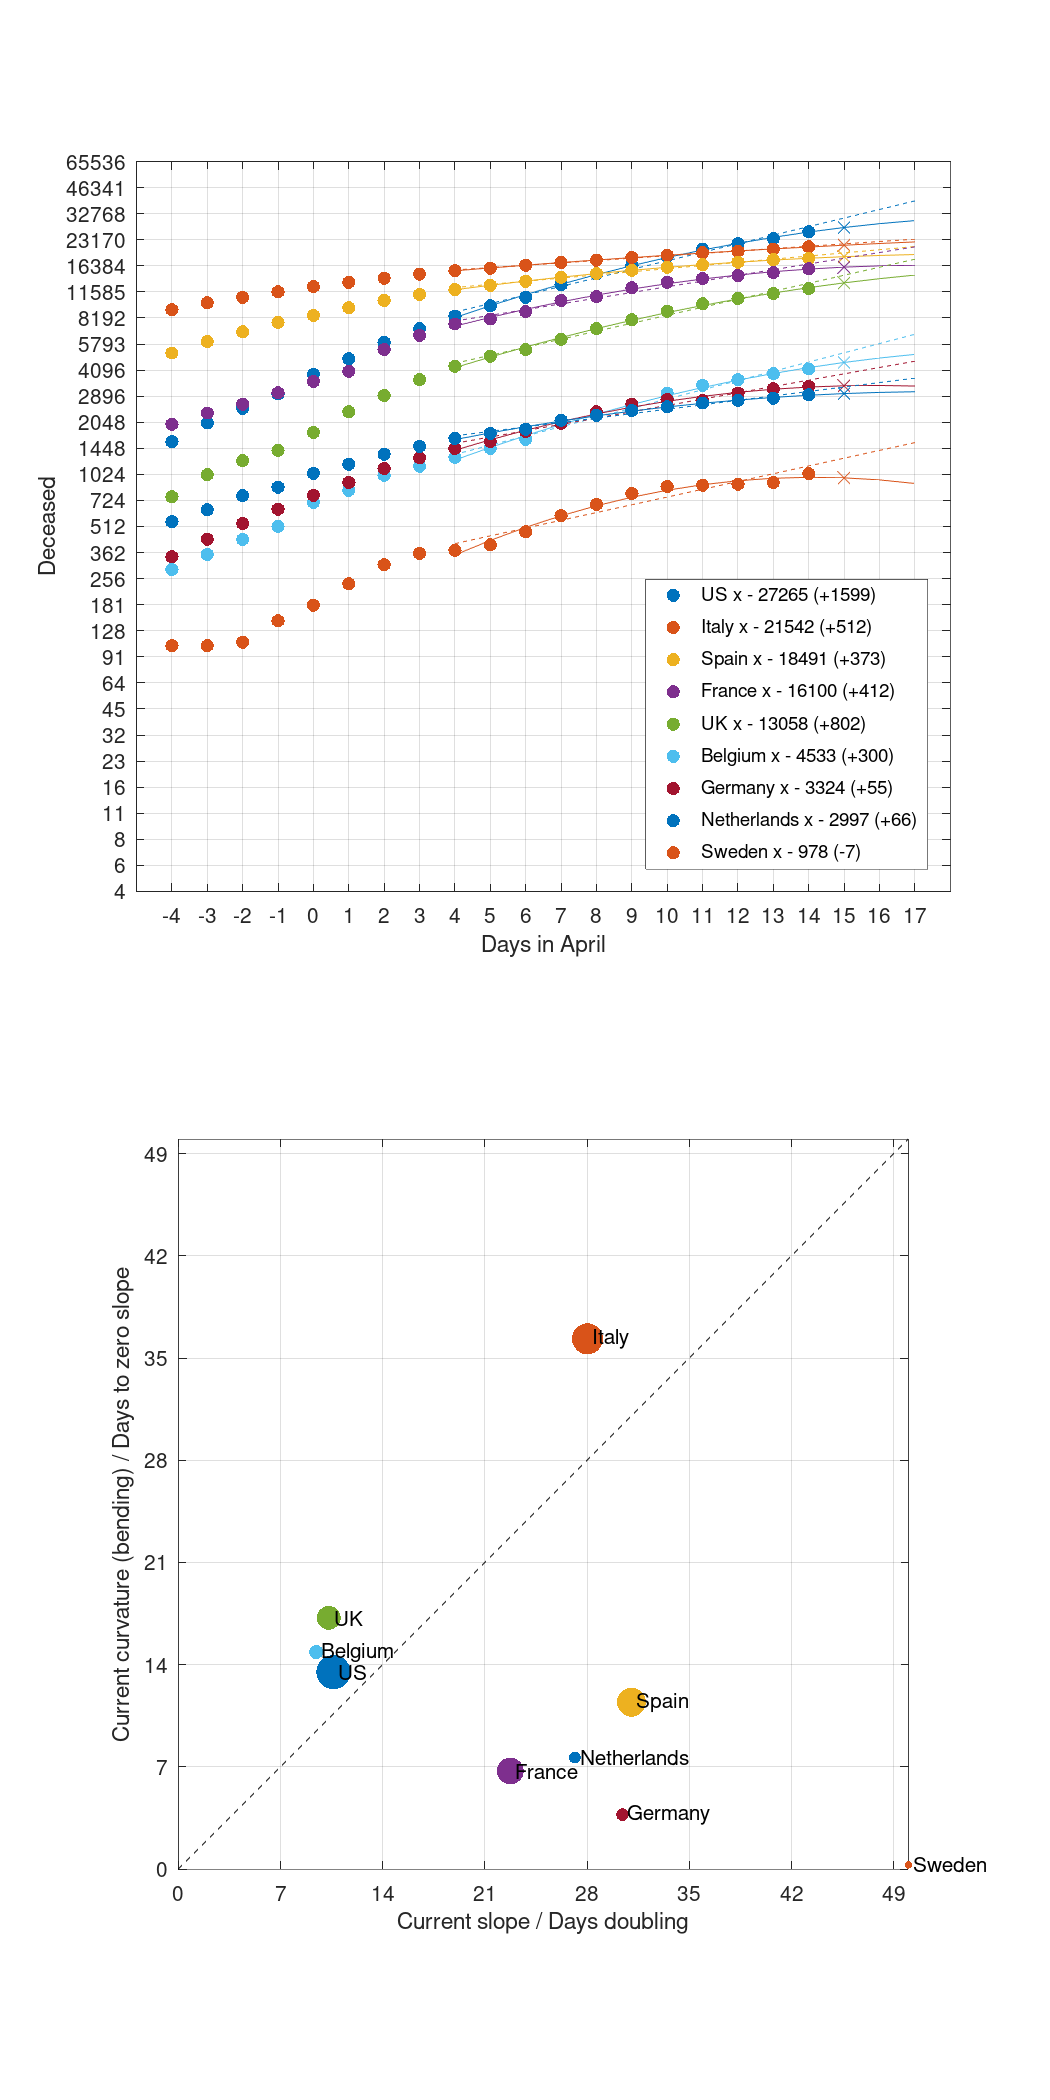 65536
46341
32768
23170
16384
11585
8192
5793
4096
2896
2048
1448
1024
724
512
362
256
181
128
91
64
45
32
23
16
11
8
6
4
Deceased
US x - 27265 (+1599)
Italy x - 21542 (+512)
Spain x - 18491 (+373)
France x - 16100 (+412)
UK x - 13058 (+802)
Belgium x - 4533 (+300)
Germany x - 3324 (+55)
Netherlands x - 2997 (+66)
Sweden x - 978 (-7)
-4 -3 -2 -1 0 1 2 3 4 5 6 7 8 9 10 11 12 13 14 15 16 17
Days in April
49
42
35
28
21
14
7
0
Current curvature (bending) / Days to zero slope
Italy
UK
Belgium
US
Spain
Netherlands
France
Germany
Sweden
0 7 14 21 28 35 42 49
Current slope / Days doubling